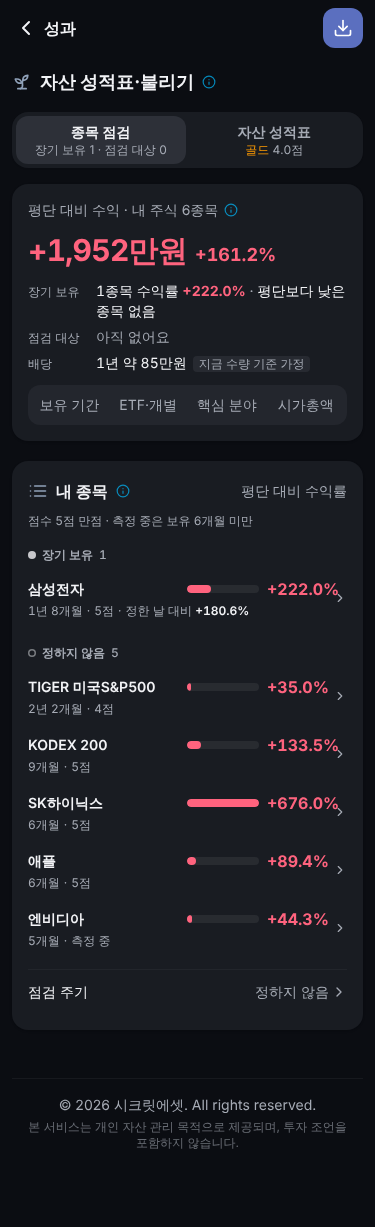 성과
자산 성적표·불리기
종목 점검
장기 보유 1 · 점검 대상 0
자산 성적표
골드 4.0점
평단 대비 수익 · 내 주식 6종목
+1,952만원 +161.2%
장기 보유 1종목 수익률 +222.0% · 평단보다 낮은
종목 없음
점검 대상 아직 없어요
배당 1년 약 85만원 지금 수량 기준 가정
보유 기간 ETF·개별 핵심 분야 시가총액
내 종목 평단 대비 수익률
점수 5점 만점 · 측정 중은 보유 6개월 미만
장기 보유 1
삼성전자 +222.0%
1년 8개월 · 5점 · 정한 날 대비 +180.6%
정하지 않음 5
TIGER 미국S&P500 +35.0%
2년 2개월 · 4점
KODEX 200 +133.5%
9개월 · 5점
SK하이닉스 +676.0%
6개월 · 5점
애플 +89.4%
6개월 · 5점
엔비디아 +44.3%
5개월 · 측정 중
점검 주기 정하지 않음
© 2026 시크릿에셋. All rights reserved.
본 서비스는 개인 자산 관리 목적으로 제공되며, 투자 조언을
포함하지 않습니다.